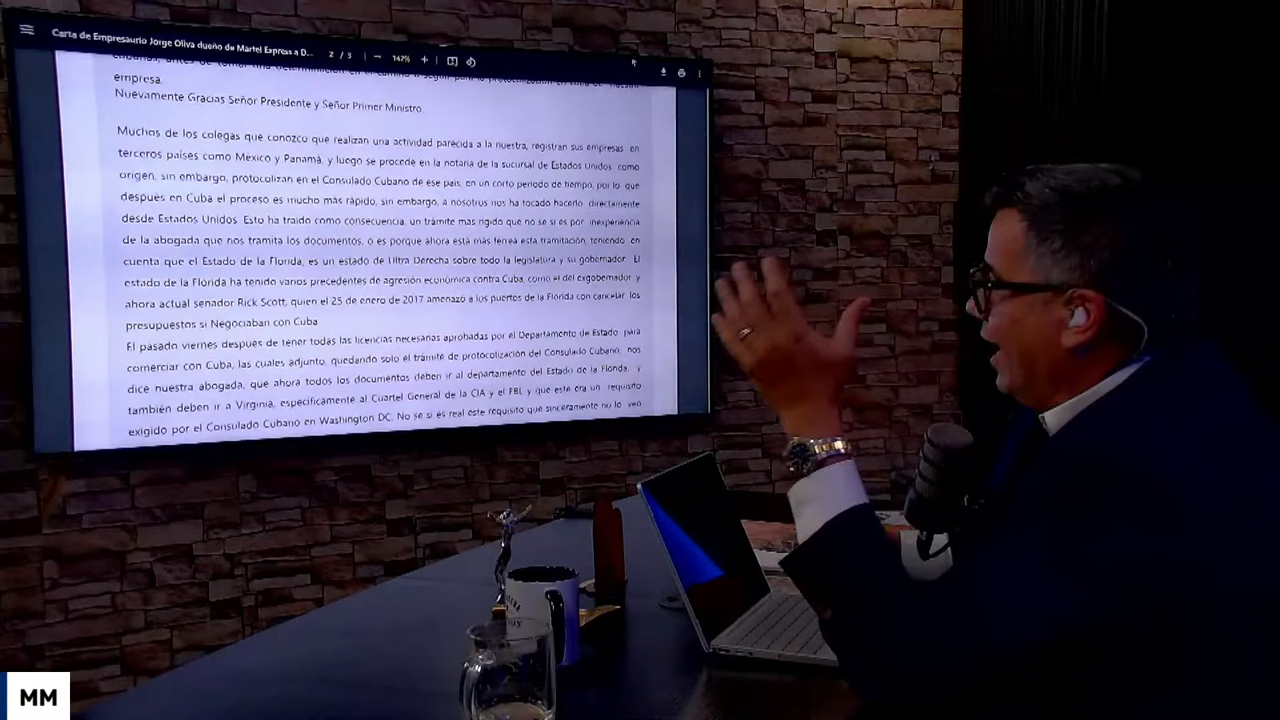 Carta de Empresaurio Jorge Oliva dueño de Martel Express a D... 2 / 3 147%
empresa.
Nuevamente Gracias Señor Presidente y Señor Primer Ministro
Muchos de los colegas que conozco que realizan una actividad parecida a la nuestra, registran sus empresas en
terceros paises como México y Panamá, y luego se procede en la notaria de la sucursal de Estados Unidos como
origen, sin embargo, protocolizan en el Consulado Cubano de ese pais, en un corto periodo de tiempo, por lo que
después en Cuba el proceso es mucho más rápido, sin embargo, a nosotros nos ha tocado hacerlo directamente
desde Estados Unidos. Esto ha traido como consecuencia, un trámite más rigido que no se si es por inexperiencia
de la abogada que nos tramita los documentos, o es porque ahora está más férrea esta tramitación, teniendo en
cuenta que el Estado de la Florida, es un estado de Ultra Derecha sobre todo la legislatura y su gobernador. El
estado de la Florida ha tenido varios precedentes de agresión económica contra Cuba, como el del exgobernador y
ahora actual senador Rick Scott, quien el 25 de enero de 2017 amenazó a los puertos de la Florida con cancelar los
presupuestos si Negociaban con Cuba
El pasado viernes después de tener todas las licencias necesarias aprobadas por el Departamento de Estado para
comerciar con Cuba, las cuales adjunto, quedando solo el trámite de protocolización del Consulado Cubano, nos
dice nuestra abogada, que ahora todos los documentos deben ir al departamento del Estado de la Florida, y
también deben ir a Virginia, especificamente al Cuartel General de la CIA y el FBI, y que este era un requisito
exigido por el Consulado Cubano en Washington DC. No se si es real este requisito que sinceramente no lo veo
MM